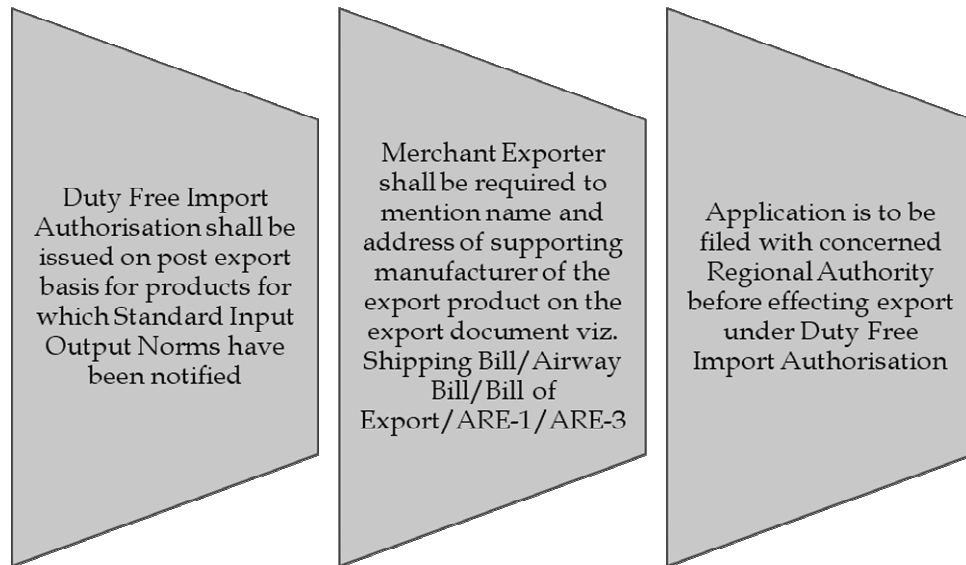 Duty Free Import
Authorisation shall be
issued on post export
basis for products for
which Standard Input
Output Norms have
been notified
Merchant Exporter
shall be required to
mention name and
address of supporting
manufacturer of the
export product on the
export document viz.
Shipping Bill/Airway
Bill/Bill of
Export/ARE-1/ARE-3
Application is to be
filed with concerned
Regional Authority
before effecting export
under Duty Free
Import Authorisation